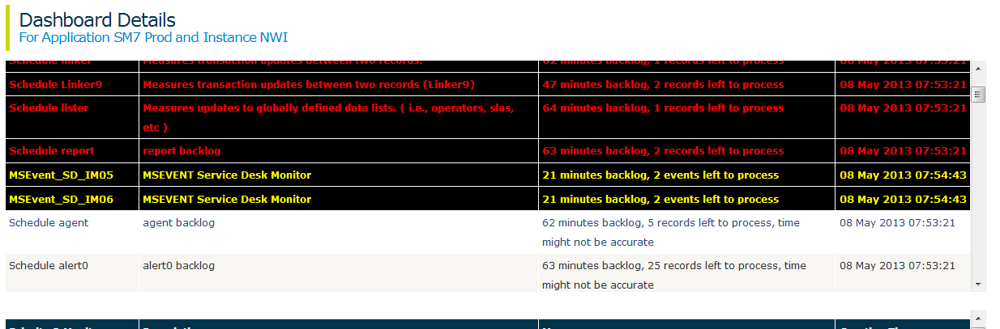 Dashboard Details
For Application SM7 Prod and Instance NWI
Schedule linker Measures transaction updates between two records. 62 minutes backlog, 1 records left to process 08 May 2013 07:53:21
Schedule Linker9 Measures transaction updates between two records (Linker9) 47 minutes backlog, 2 records left to process 08 May 2013 07:53:21
Schedule lister Measures updates to globally defined data lists. ( i.e., operators, slas, 64 minutes backlog, 1 records left to process 08 May 2013 07:53:21
etc )
Schedule report report backlog 63 minutes backlog, 2 records left to process 08 May 2013 07:53:21
MSEvent_SD_IM05 MSEVENT Service Desk Monitor 21 minutes backlog, 2 events left to process 08 May 2013 07:54:43
MSEvent_SD_IM06 MSEVENT Service Desk Monitor 21 minutes backlog, 2 events left to process 08 May 2013 07:54:43
Schedule agent agent backlog 62 minutes backlog, 5 records left to process, time 08 May 2013 07:53:21
might not be accurate
Schedule alert0 alert0 backlog 63 minutes backlog, 25 records left to process, time 08 May 2013 07:53:21
might not be accurate